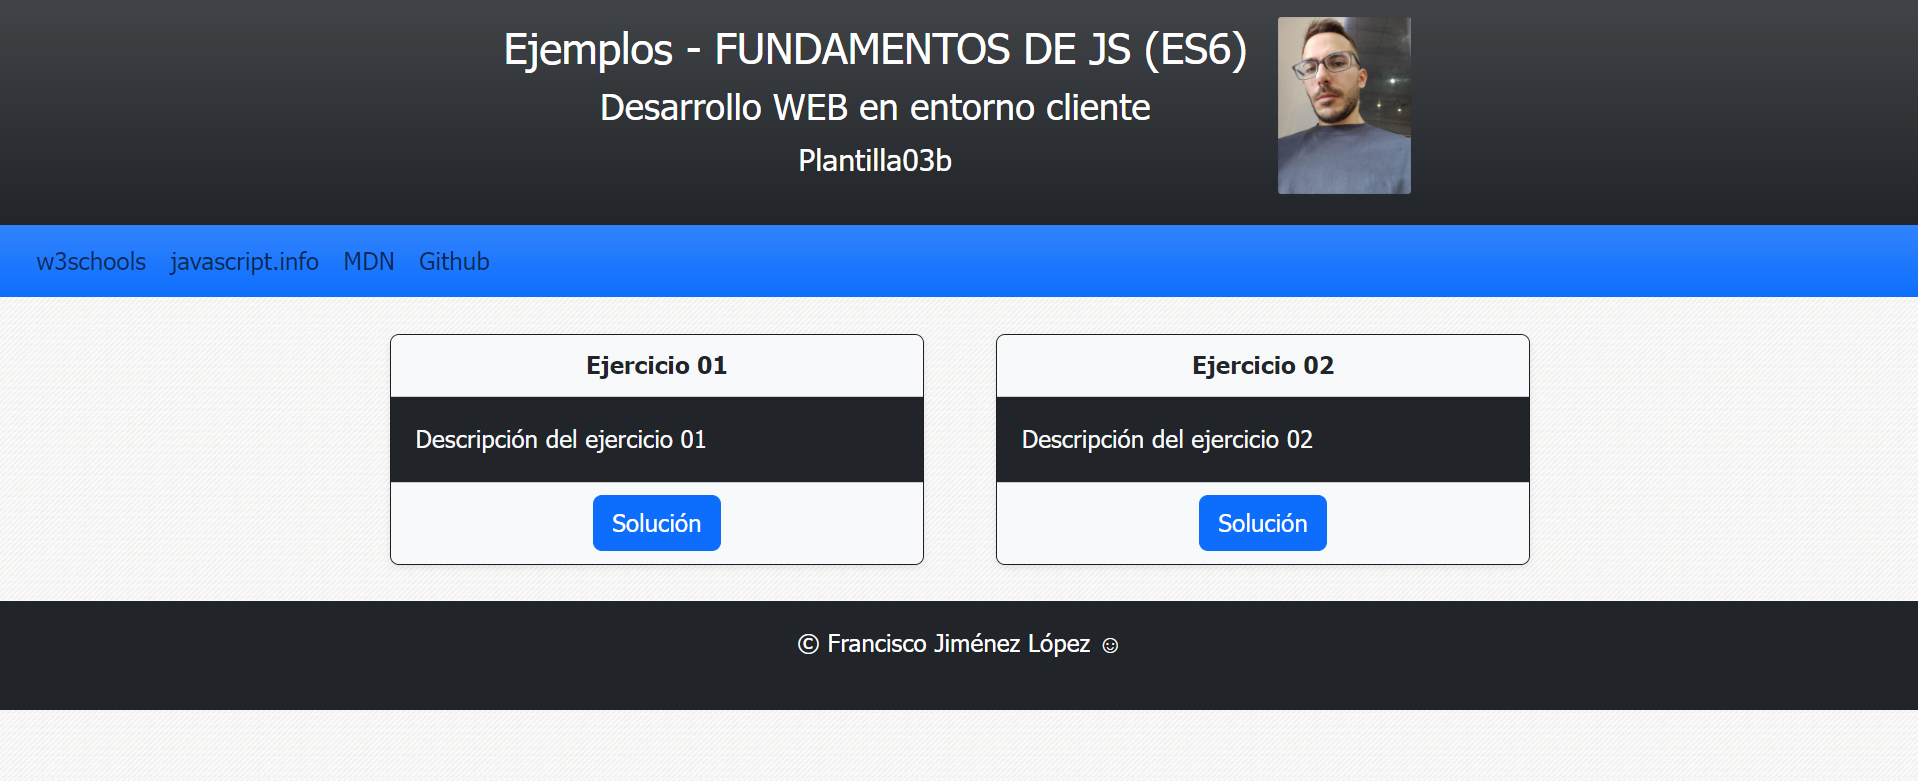 Ejemplos - FUNDAMENTOS DE JS (ES6)
Desarrollo WEB en entorno cliente
Plantilla03b
w3schools javascript.info MDN Github
Ejercicio 01
Descripción del ejercicio 01
Solución
Ejercicio 02
Descripción del ejercicio 02
Solución
© Francisco Jiménez López ☺